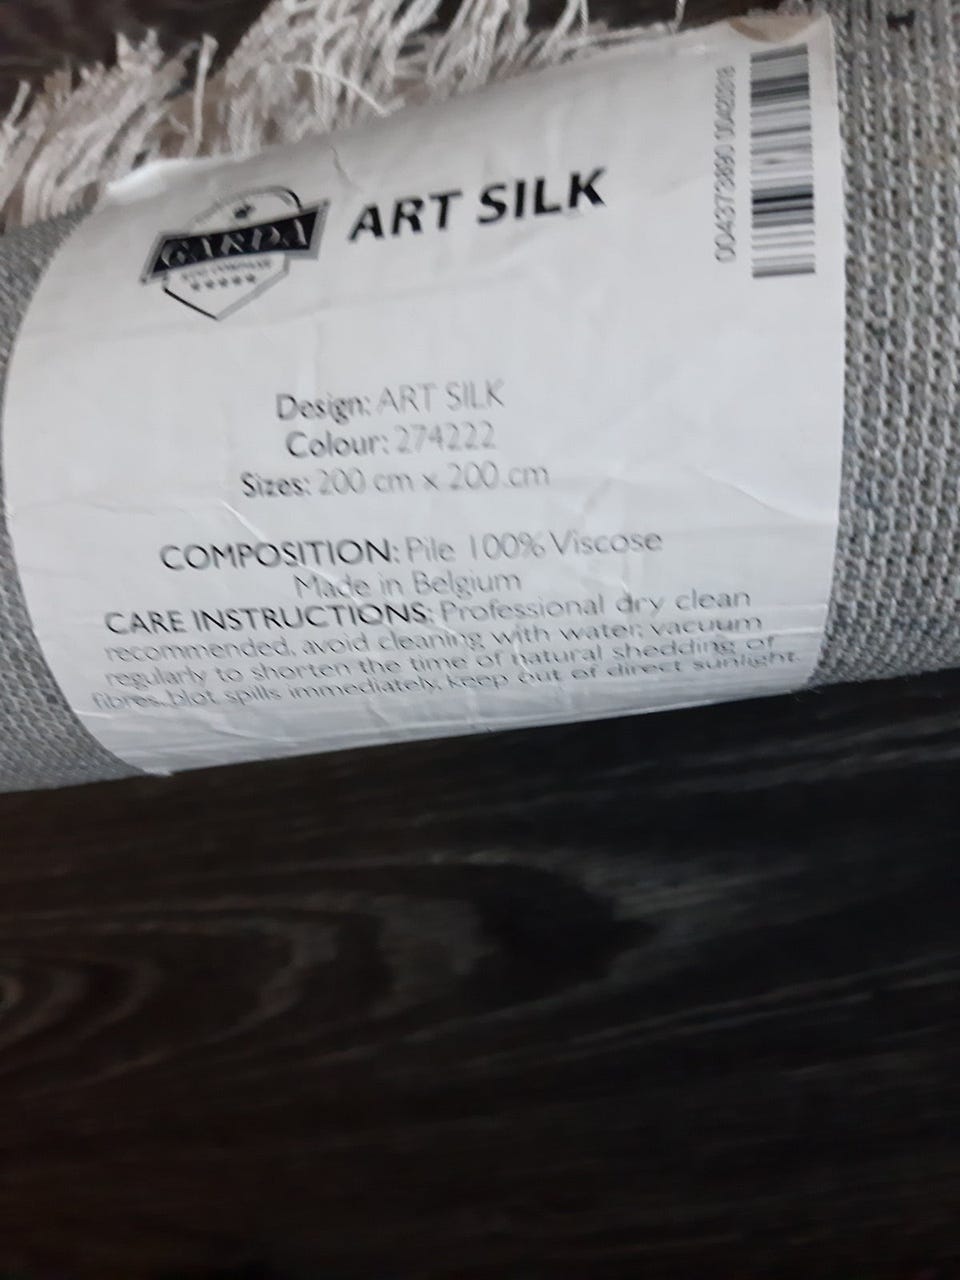 GARDA
ART SILK
Design: ART SILK
Colour: 274222
Sizes: 200 cm x 200 cm
COMPOSITION: Pile 100% Viscose
Made in Belgium
CARE INSTRUCTIONS: Professional dry clean
recommended, avoid cleaning with water, vacuum
regularly to shorten the time of natural shedding of
fibres, blot spills immediately, keep out of direct sunlight.